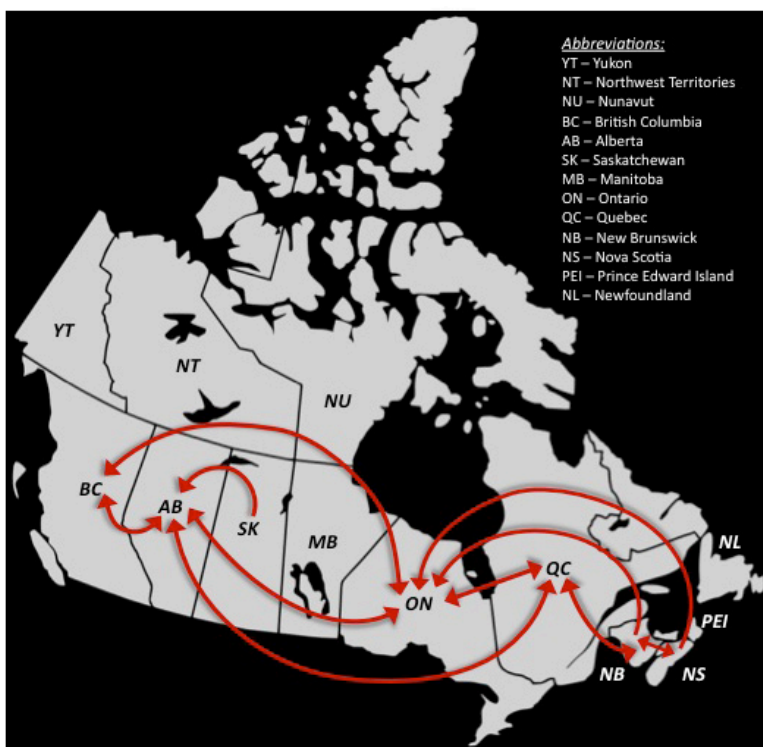 Abbreviations:
YT – Yukon
NT – Northwest Territories
NU – Nunavut
BC – British Columbia
AB – Alberta
SK – Saskatchewan
MB – Manitoba
ON – Ontario
QC – Quebec
NB – New Brunswick
NS – Nova Scotia
PEI – Prince Edward Island
NL – Newfoundland
YT
NT
NU
BC
AB
SK
MB
ON
QC
NL
PEI
NB
NS